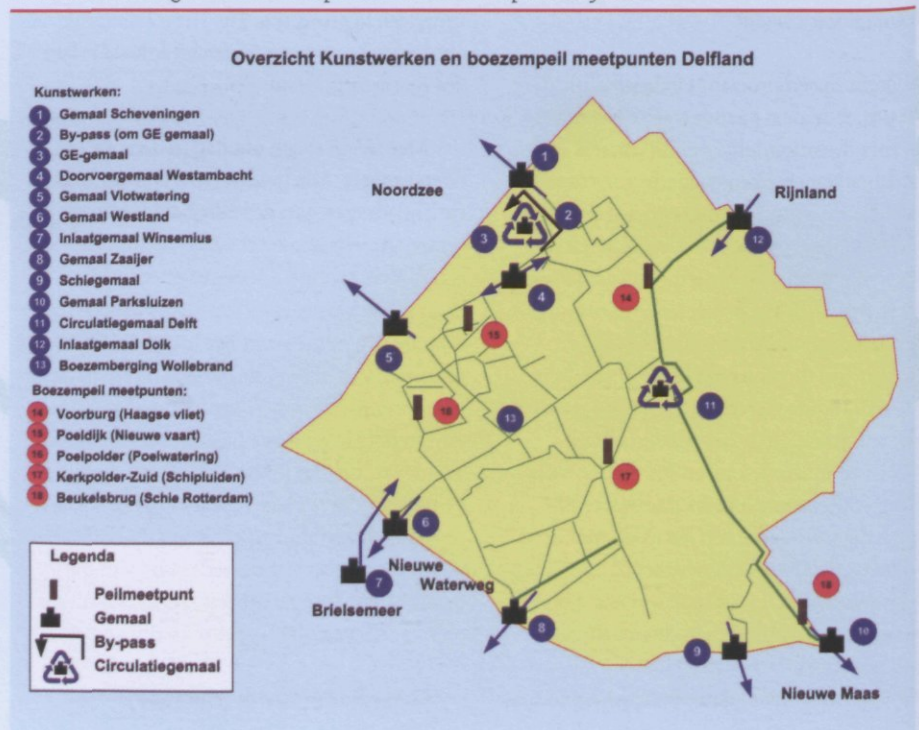 Overzicht Kunstwerken en boezempeil meetpunten Delfland
Kunstwerken:
1 Gemaal Scheveningen
2 By-pass (om GE gemaal)
3 GE-gemaal
4 Doorvoergemaal Westambacht
5 Gemaal Vlotwatering
6 Gemaal Westland
7 Inlaatgemaal Winsemius
8 Gemaal Zaaijer
9 Schiegemaal
10 Gemaal Parksluizen
11 Circulatiegemaal Delft
12 Inlaatgemaal Dolk
13 Boezemberging Wollebrand
Boezempeil meetpunten:
14 Voorburg (Haagse vliet)
15 Poeldijk (Nieuwe vaart)
16 Poelpolder (Poelwatering)
17 Kerkpolder-Zuid (Schipluiden)
18 Beukelsbrug (Schie Rotterdam)
Legenda
Peilmeetpunt
Gemaal
By-pass
Circulatiegemaal
Noordzee
Rijnland
Nieuwe
Waterweg
Brielsemeer
Nieuwe Maas
1
2
3
12
4
14
15
5
11
16
13
17
6
7
18
8
10
9